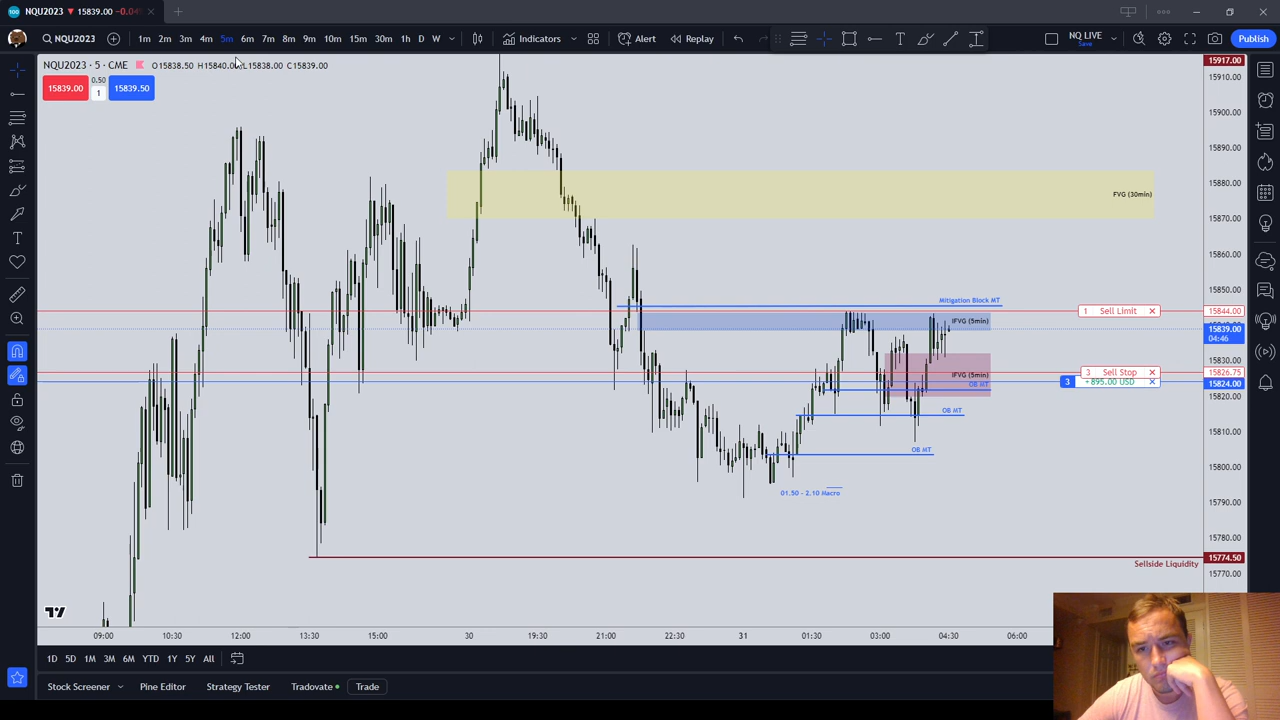 NQU2023 15839.00
NQU2023 1m 2m 3m 4m 5m 6m 7m 8m 9m 10m 15m 30m 1h D W Indicators Alert Replay NQ LIVE Save Publish
NQU2023 · 5 · CME O15838.50 L15838.00 C15839.00
15839.00 0.50 1 15839.50
15917.00
15910.00
15900.00
15890.00
15880.00
15870.00
15860.00
15850.00
FVG (30min)
Mitigation Block MT
1 Sell Limit
15844.00
IFVG (5min)
15839.00
04:46
15830.00
3 Sell Stop
15826.75
IFVG (5min)
3 +895.00 USD
15824.00
OB MT
15820.00
OB MT
15810.00
OB MT
15800.00
01.50 - 2.10 Macro
15790.00
15780.00
15774.50
Sellside Liquidity
15770.00
09:00 10:30 12:00 13:30 15:00 30 19:30 21:00 22:30 31 01:30 03:00 04:30 06:00
1D 5D 1M 3M 6M YTD 1Y 5Y All
Stock Screener Pine Editor Strategy Tester Tradovate Trade